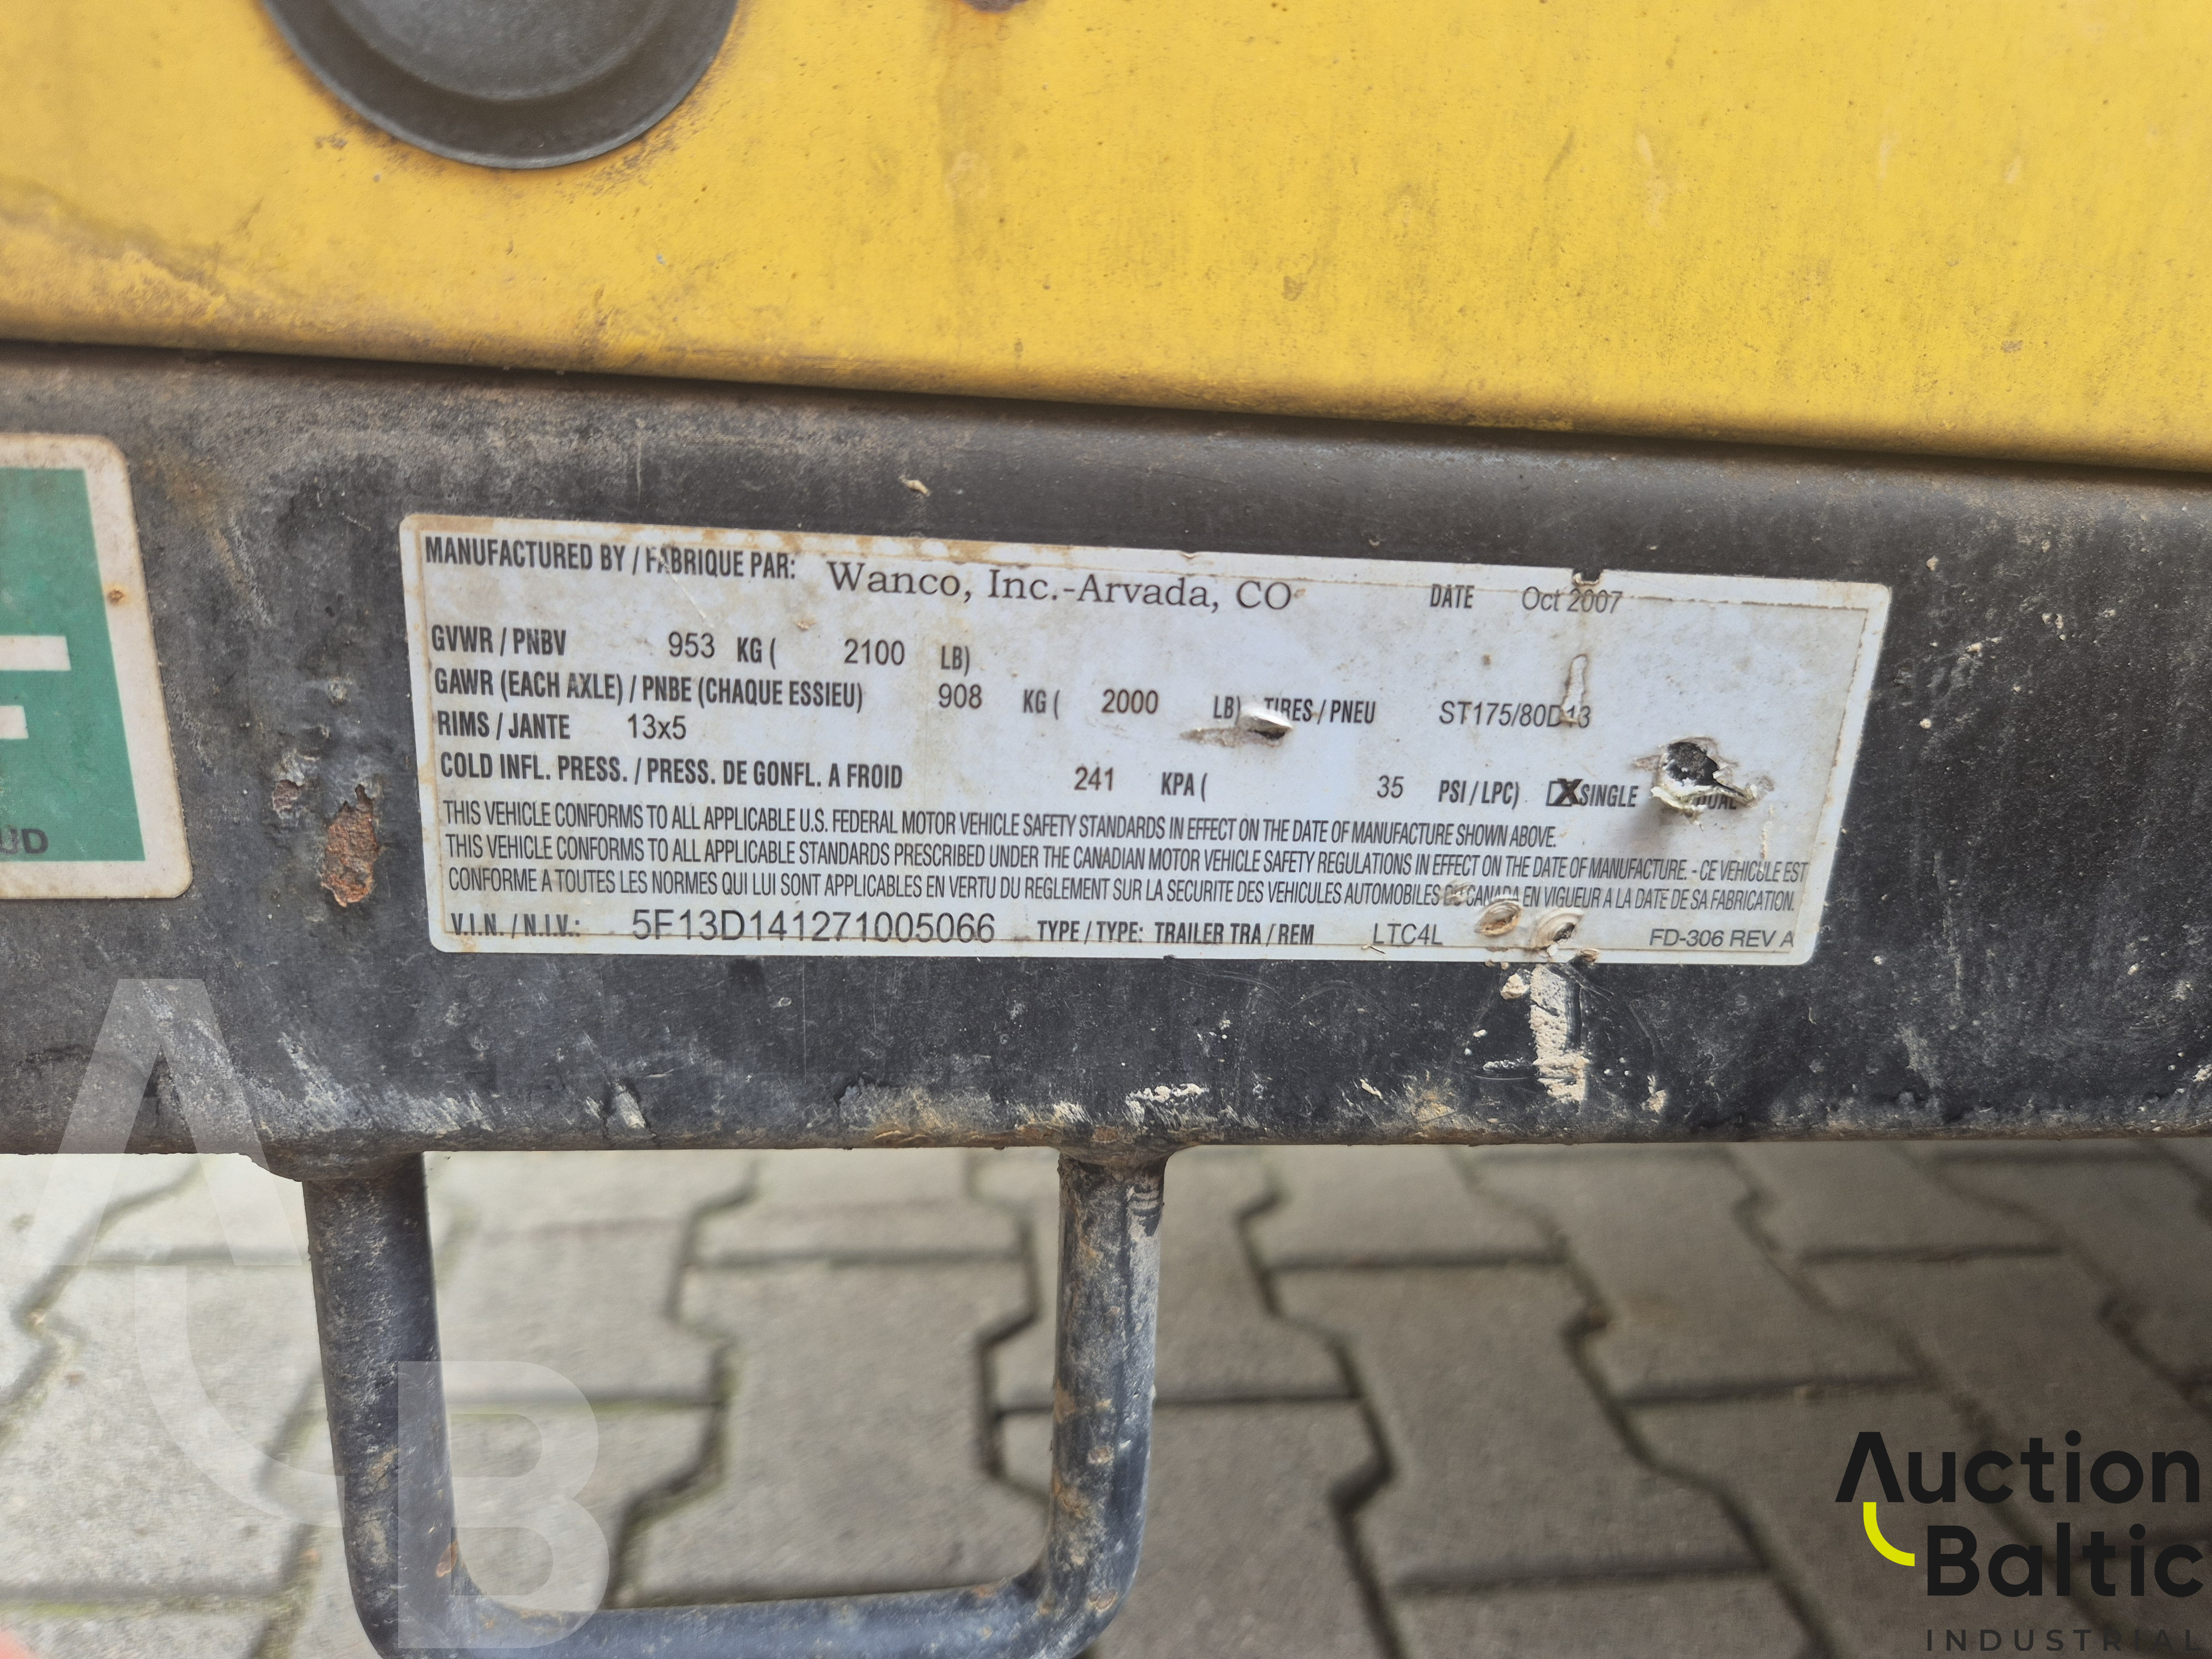 MANUFACTURED BY / FABRIQUE PAR: Wanco, Inc.-Arvada, CO DATE Oct 2007
GVWR / PNBV 953 KG ( 2100 LB)
GAWR (EACH AXLE) / PNBE (CHAQUE ESSIEU) 908 KG ( 2000 LB) TIRES / PNEU ST175/80D13
RIMS / JANTE 13x5
COLD INFL. PRESS. / PRESS. DE GONFL. A FROID 241 KPA ( 35 PSI / LPC) X SINGLE DUAL
THIS VEHICLE CONFORMS TO ALL APPLICABLE U.S. FEDERAL MOTOR VEHICLE SAFETY STANDARDS IN EFFECT ON THE DATE OF MANUFACTURE SHOWN ABOVE.
THIS VEHICLE CONFORMS TO ALL APPLICABLE STANDARDS PRESCRIBED UNDER THE CANADIAN MOTOR VEHICLE SAFETY REGULATIONS IN EFFECT ON THE DATE OF MANUFACTURE. - CE VEHICULE EST
CONFORME A TOUTES LES NORMES QUI LUI SONT APPLICABLES EN VERTU DU REGLEMENT SUR LA SECURITE DES VEHICULES AUTOMOBILES DU CANADA EN VIGUEUR A LA DATE DE SA FABRICATION.
V.I.N. / N.I.V.: 5F13D141271005066 TYPE / TYPE: TRAILER TRA / REM LTC4L FD-306 REV A
UD
A
B
Auction
Baltic
INDUSTRIAL